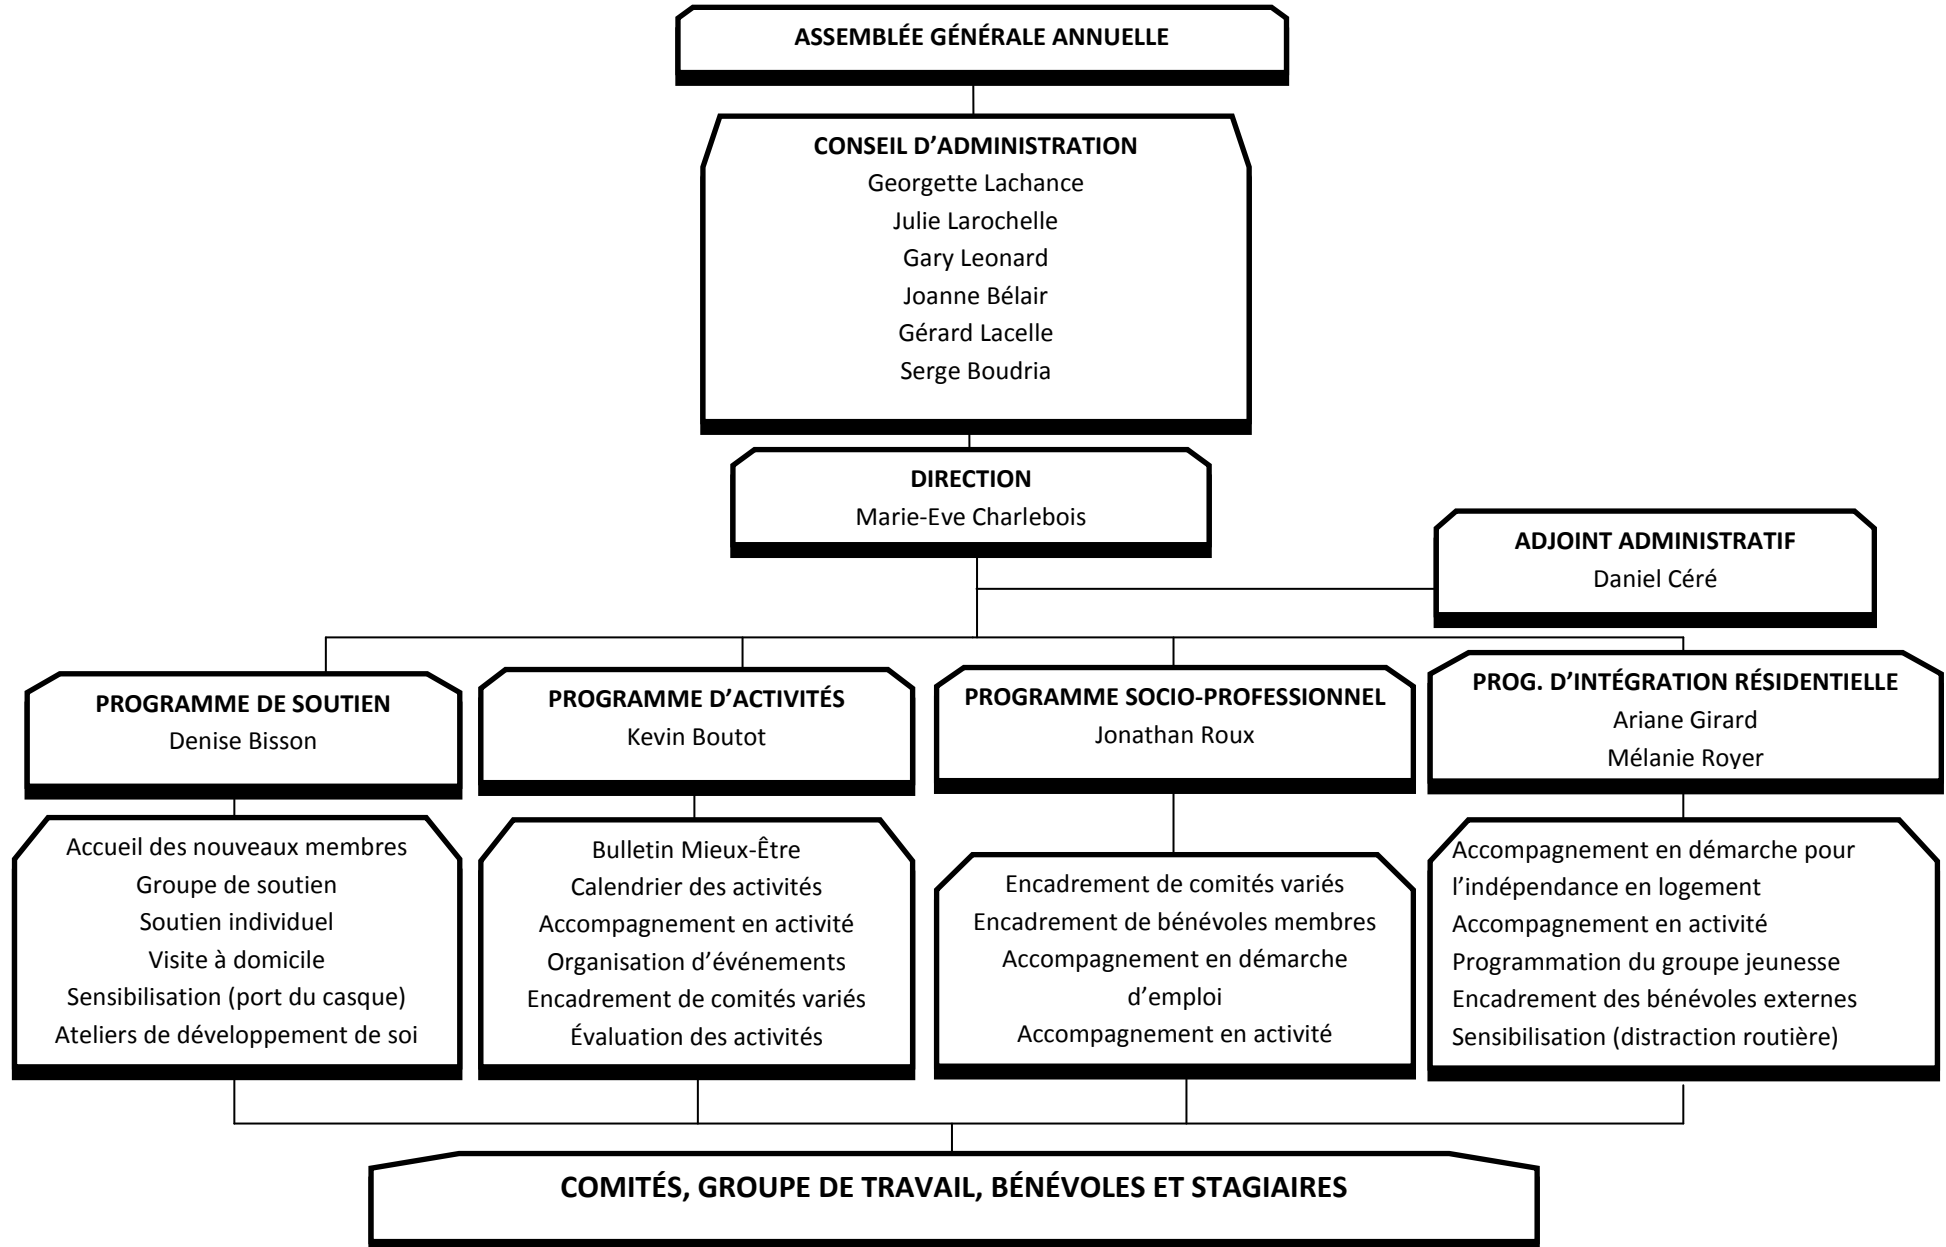 ASSEMBLÉE GÉNÉRALE ANNUELLE
CONSEIL D’ADMINISTRATION
Georgette Lachance
Julie Larochelle
Gary Leonard
Joanne Bélair
Gérard Lacelle
Serge Boudria
DIRECTION
Marie-Eve Charlebois
ADJOINT ADMINISTRATIF
Daniel Céré
PROGRAMME DE SOUTIEN
Denise Bisson
PROGRAMME D’ACTIVITÉS
Kevin Boutot
PROGRAMME SOCIO-PROFESSIONNEL
Jonathan Roux
PROG. D’INTÉGRATION RÉSIDENTIELLE
Ariane Girard
Mélanie Royer
Accueil des nouveaux membres
Groupe de soutien
Soutien individuel
Visite à domicile
Sensibilisation (port du casque)
Ateliers de développement de soi
Bulletin Mieux-Être
Calendrier des activités
Accompagnement en activité
Organisation d’événements
Encadrement de comités variés
Évaluation des activités
Encadrement de comités variés
Encadrement de bénévoles membres
Accompagnement en démarche
d’emploi
Accompagnement en activité
Accompagnement en démarche pour
l’indépendance en logement
Accompagnement en activité
Programmation du groupe jeunesse
Encadrement des bénévoles externes
Sensibilisation (distraction routière)
COMITÉS, GROUPE DE TRAVAIL, BÉNÉVOLES ET STAGIAIRES